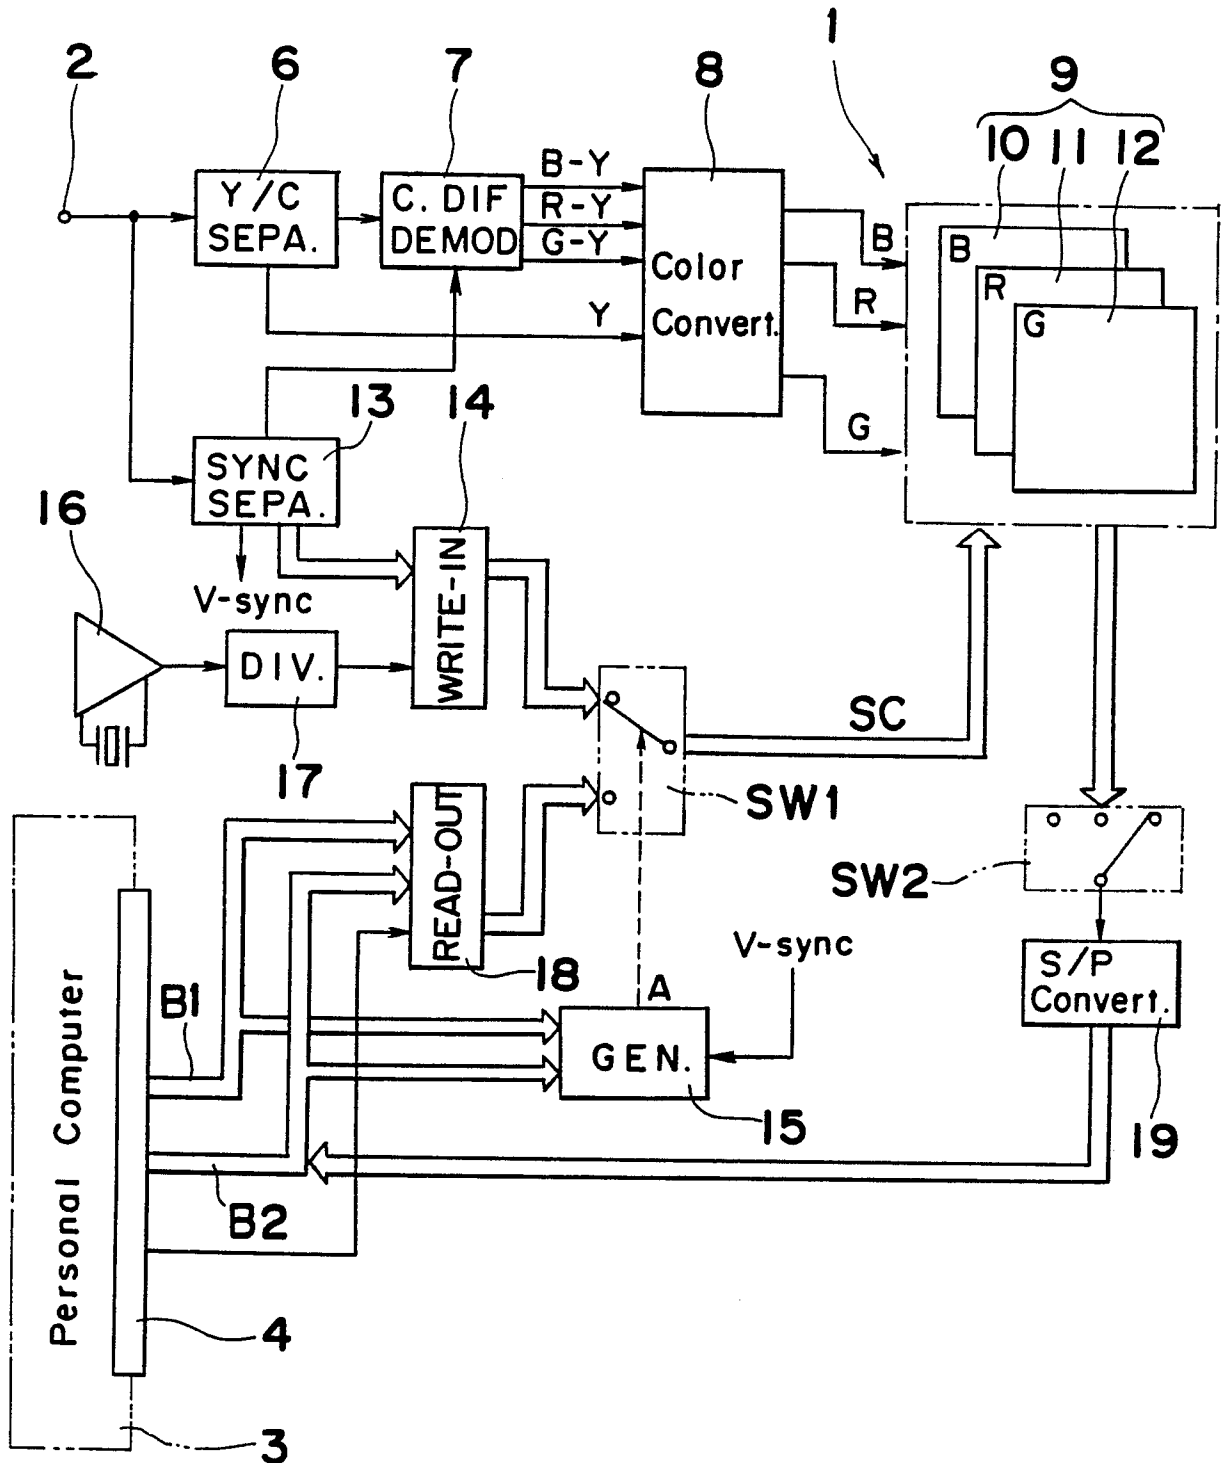 1
2
6
7
8
9
10 11 12
Y/C
SEPA.
C. DIF
DEMOD
B-Y
R-Y
G-Y
Y
Color
Convert.
B
R
G
B
R
G
13
14
SYNC
SEPA.
V-sync
16
DIV.
17
WRITE-IN
READ-OUT
18
SW1
SC
SW2
S/P
Convert.
19
V-sync
A
GEN.
15
B1
B2
Personal Computer
4
3